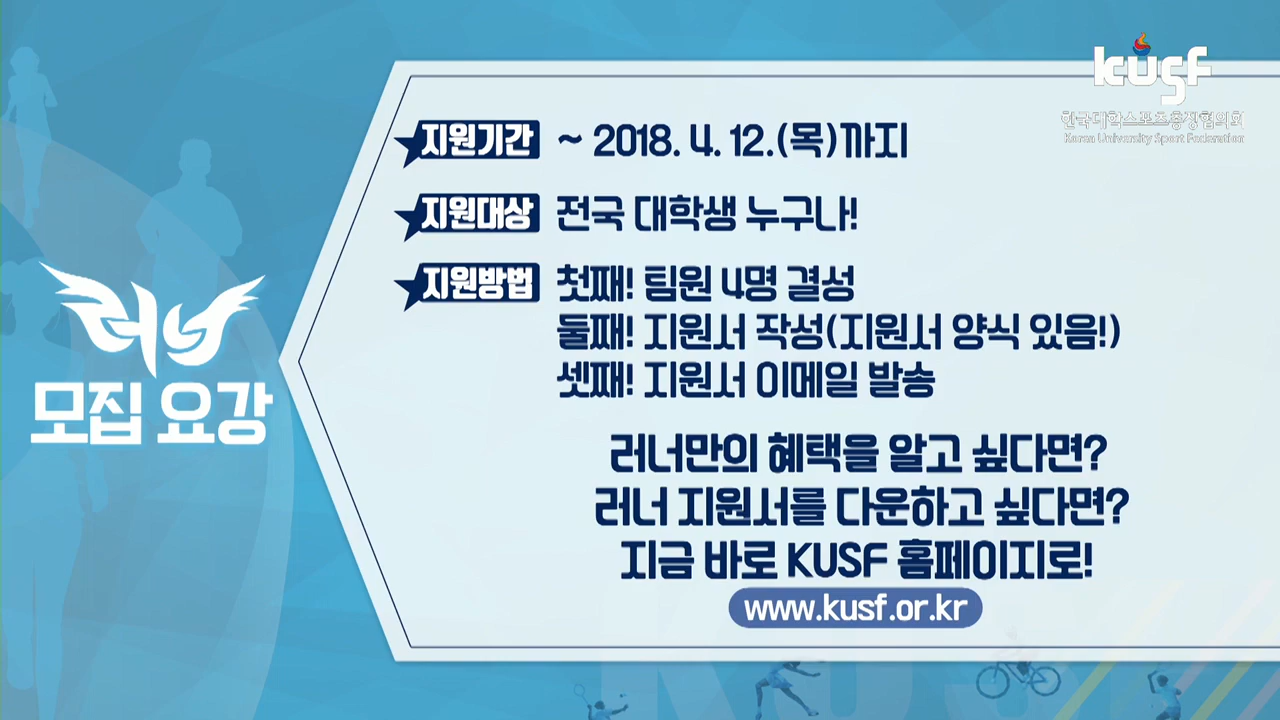 kusf
한국대학스포츠총장협의회
Korea University Sport Federation
지원기간 ~ 2018. 4. 12.(목)까지
지원대상 전국 대학생 누구나!
지원방법 첫째! 팀원 4명 결성
둘째! 지원서 작성(지원서 양식 있음!)
셋째! 지원서 이메일 발송
러너
모집 요강
러너만의 혜택을 알고 싶다면?
러너 지원서를 다운하고 싶다면?
지금 바로 KUSF 홈페이지로!
www.kusf.or.kr
KUSF